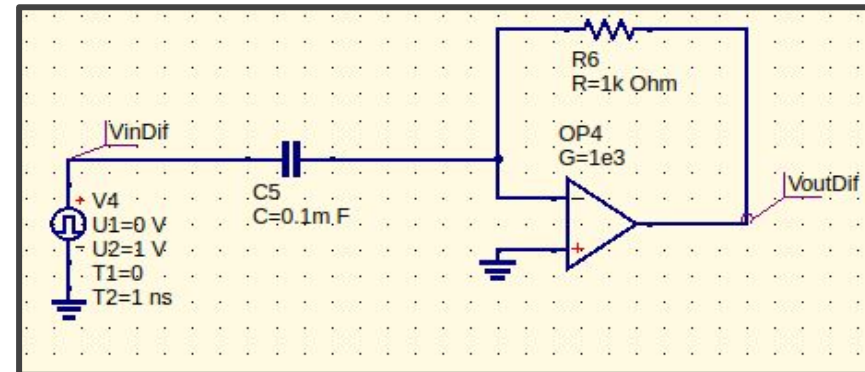 R6
R=1k Ohm
VinDif
OP4
G=1e3
VoutDif
V4
U1=0 V
U2=1 V
T1=0
T2=1 ns
C5
C=0.1m F